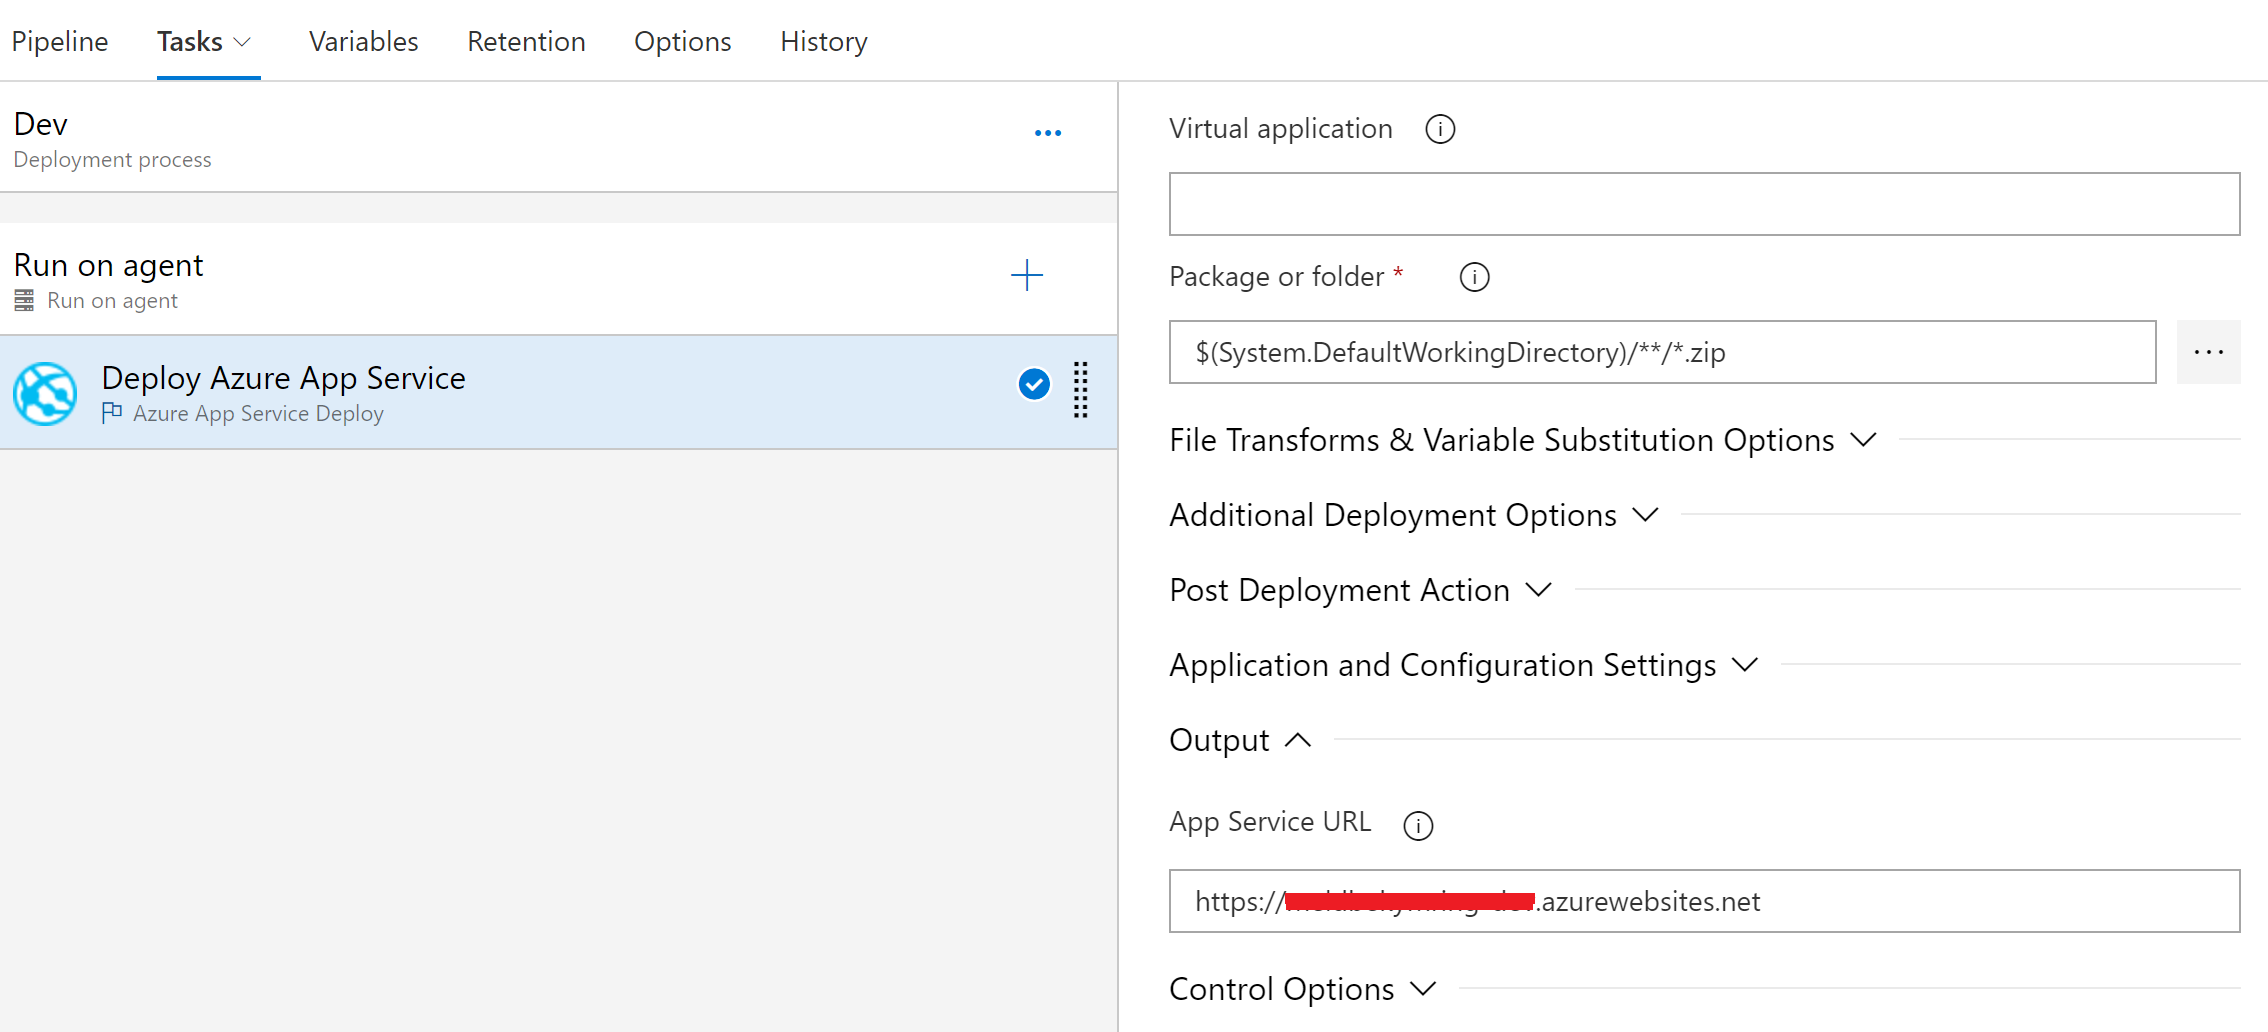 Pipeline Tasks Variables Retention Options History
Dev
Deployment process
Run on agent
Run on agent
Deploy Azure App Service
Azure App Service Deploy
Virtual application
Package or folder *
$(System.DefaultWorkingDirectory)/**/*.zip
File Transforms & Variable Substitution Options
Additional Deployment Options
Post Deployment Action
Application and Configuration Settings
Output
App Service URL
https:// .azurewebsites.net
Control Options